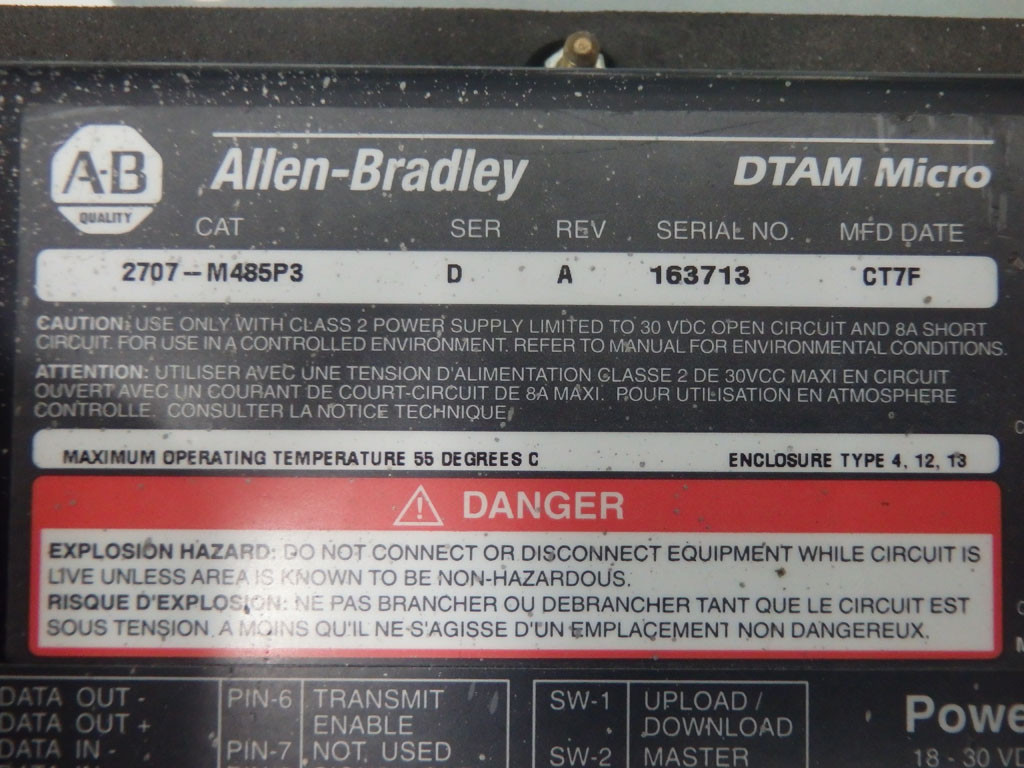 A-B
QUALITY
Allen-Bradley
DTAM Micro
CAT SER REV SERIAL NO. MFD DATE
2707-M485P3 D A 163713 CT7F
CAUTION: USE ONLY WITH CLASS 2 POWER SUPPLY LIMITED TO 30 VDC OPEN CIRCUIT AND 8A SHORT
CIRCUIT. FOR USE IN A CONTROLLED ENVIRONMENT. REFER TO MANUAL FOR ENVIRONMENTAL CONDITIONS.
ATTENTION: UTILISER AVEC UNE TENSION D'ALIMENTATION CLASSE 2 DE 30VCC MAXI EN CIRCUIT
OUVERT AVEC UN COURANT DE COURT-CIRCUIT DE 8A MAXI. POUR UTILISATION EN ATMOSPHERE
CONTROLLE. CONSULTER LA NOTICE TECHNIQUE.
MAXIMUM OPERATING TEMPERATURE 55 DEGREES C ENCLOSURE TYPE 4, 12, 13
DANGER
EXPLOSION HAZARD: DO NOT CONNECT OR DISCONNECT EQUIPMENT WHILE CIRCUIT IS
LIVE UNLESS AREA IS KNOWN TO BE NON-HAZARDOUS.
RISQUE D'EXPLOSION: NE PAS BRANCHER OU DEBRANCHER TANT QUE LE CIRCUIT EST
SOUS TENSION, A MOINS QU'IL NE S'AGISSE D'UN EMPLACEMENT NON DANGEREUX.
DATA OUT - PIN-6 TRANSMIT SW-1 UPLOAD /
DATA OUT + ENABLE DOWNLOAD Powe
DATA IN - PIN-7 NOT USED SW-2 MASTER 18 - 30 VD